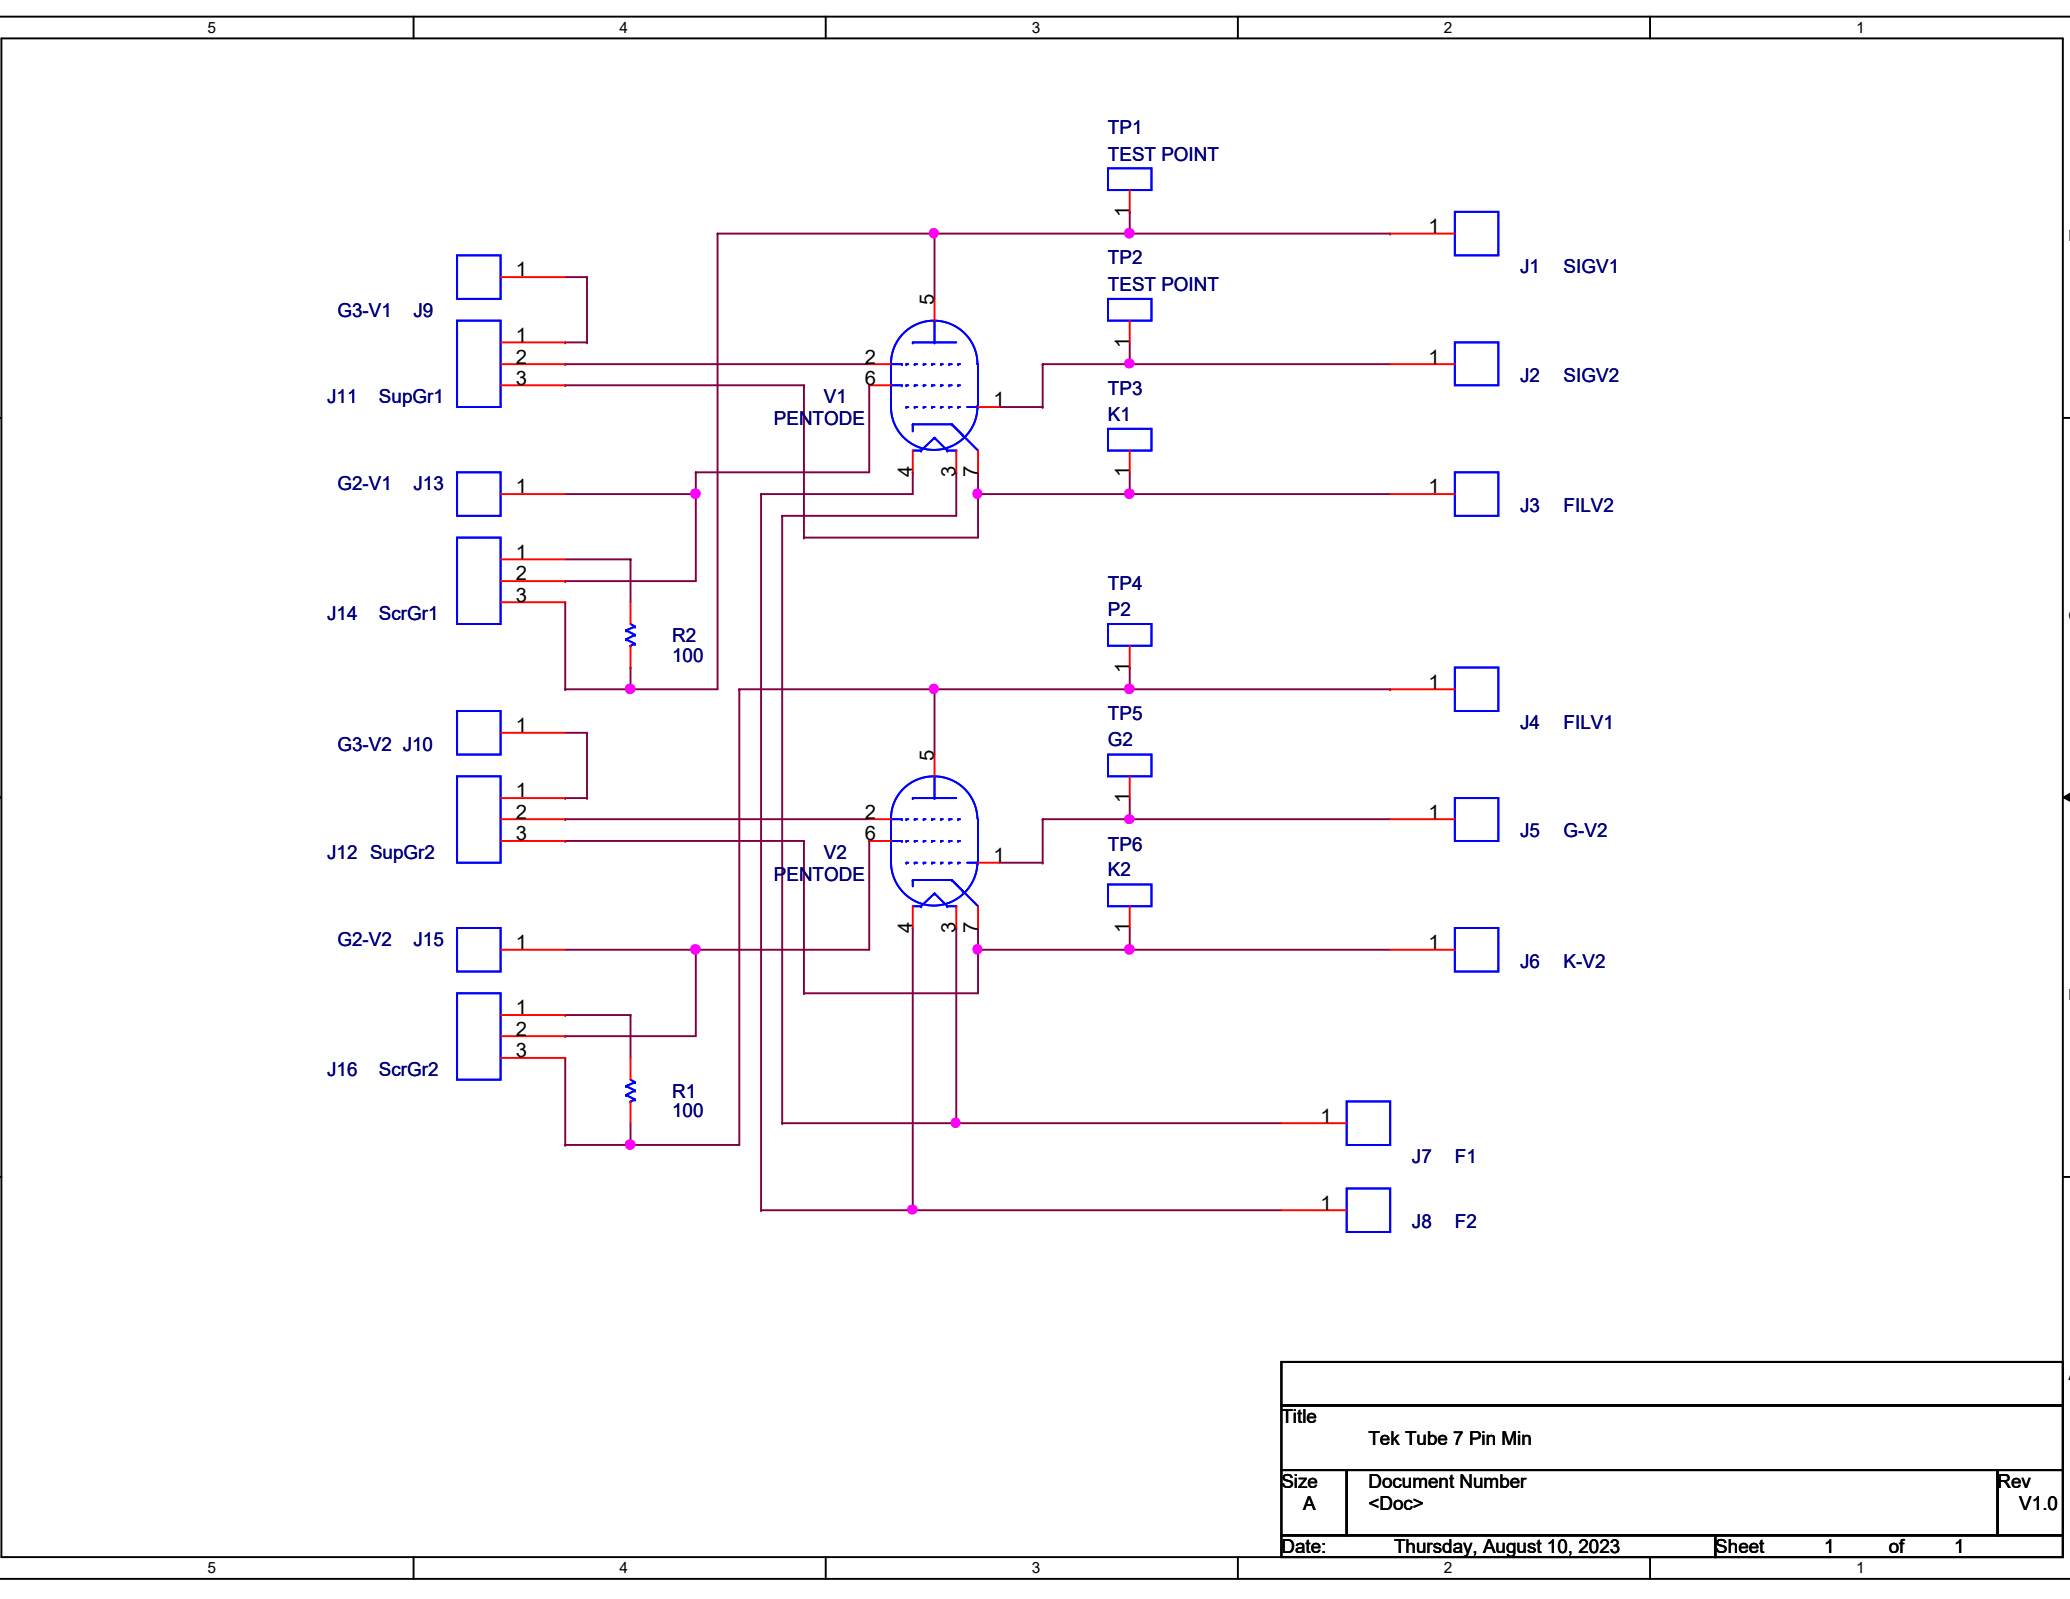 5 4 3 2 1
TP1
TEST POINT
1
1
J1 SIGV1
TP2
TEST POINT
1
1
J2 SIGV2
TP3
K1
1
1
J3 FILV2
1
G3-V1 J9
1
2
3
J11 SupGr1
5
2
6
1
V1
PENTODE
4 3 7
G2-V1 J13
1
1
2
3
J14 ScrGr1
R2
100
TP4
P2
1
1
J4 FILV1
TP5
G2
1
1
J5 G-V2
TP6
K2
1
1
J6 K-V2
1
G3-V2 J10
1
2
3
J12 SupGr2
5
2
6
1
V2
PENTODE
4 3 7
G2-V2 J15
1
1
2
3
J16 ScrGr2
R1
100
1
J7 F1
1
J8 F2
Title
Tek Tube 7 Pin Min
Size Document Number Rev
A <Doc> V1.0
Date: Thursday, August 10, 2023 Sheet 1 of 1
5 4 3 2 1